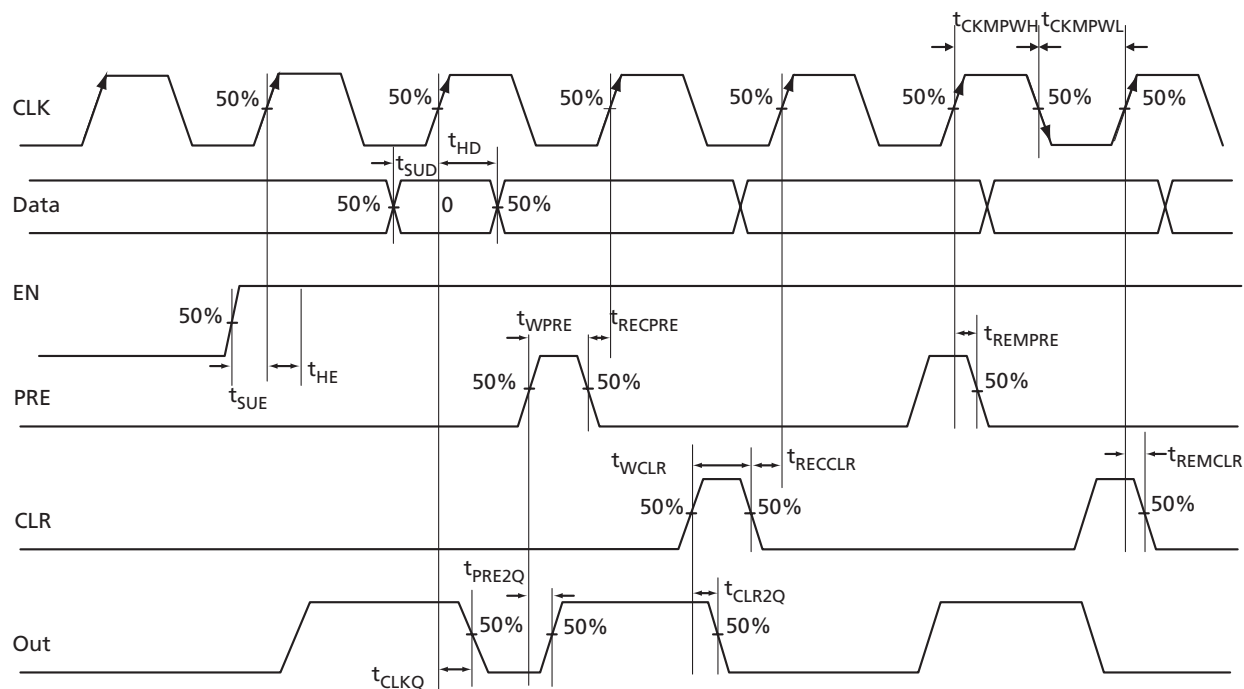 tCKMPWH tCKMPWL
CLK 50% 50% 50% 50% 50% 50% 50%
tSUD tHD
Data 50% 0 50%
EN
50%
tWPRE tRECPRE tREMPRE
tSUE tHE
PRE 50% 50% 50%
tWCLR tRECCLR tREMCLR
CLR 50% 50% 50%
tPRE2Q tCLR2Q
Out 50% 50% 50%
tCLKQ